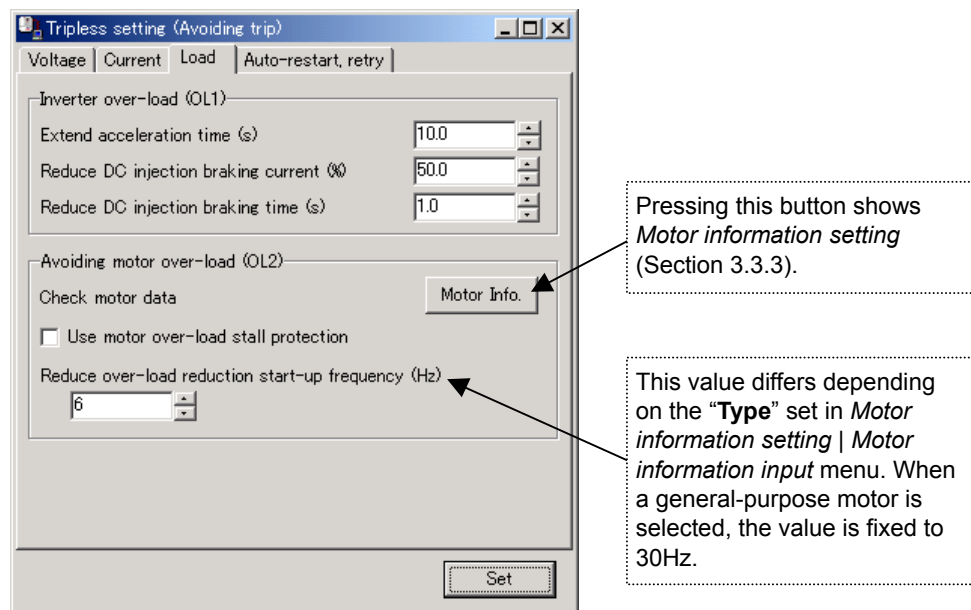 Tripless setting (Avoiding trip)
Voltage Current Load Auto-restart, retry
Inverter over-load (OL1)
Extend acceleration time (s) 10.0
Reduce DC injection braking current (%) 50.0
Reduce DC injection braking time (s) 1.0
Avoiding motor over-load (OL2)
Check motor data Motor Info.
Use motor over-load stall protection
Reduce over-load reduction start-up frequency (Hz)
6
Set
Pressing this button shows
Motor information setting
(Section 3.3.3).
This value differs depending
on the “Type” set in Motor
information setting | Motor
information input menu. When
a general-purpose motor is
selected, the value is fixed to
30Hz.